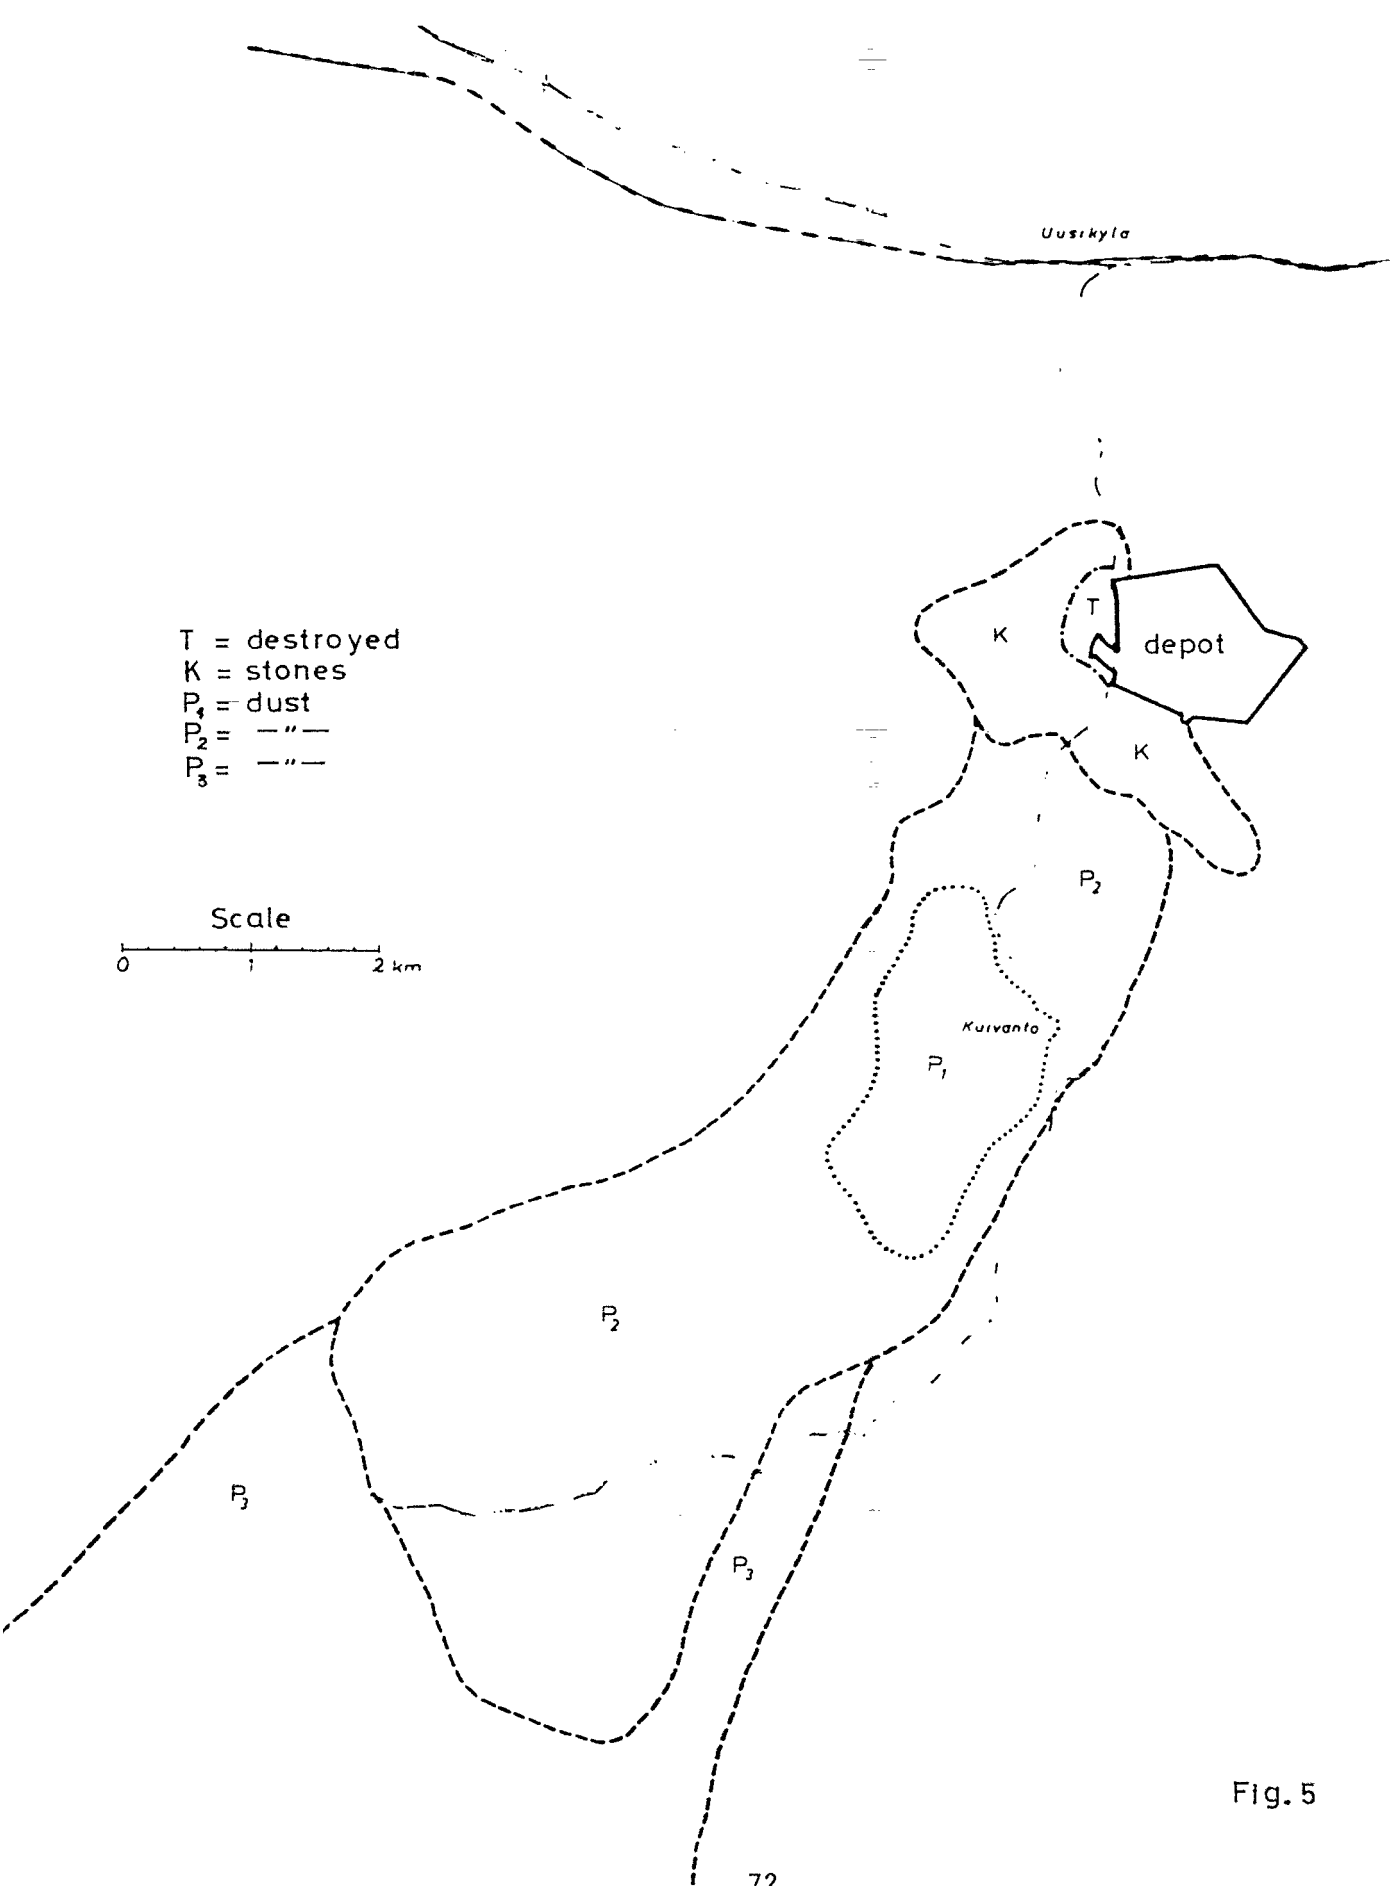 Uusikyla
T
K
depot
T = destroyed
K = stones
P₁ = dust
P₂ = —"—
P₃ = —"—
K
P₂
Scale
0 1 2 km
Kuivanto
P₁
P₂
P₃
P₃
Fig. 5
72